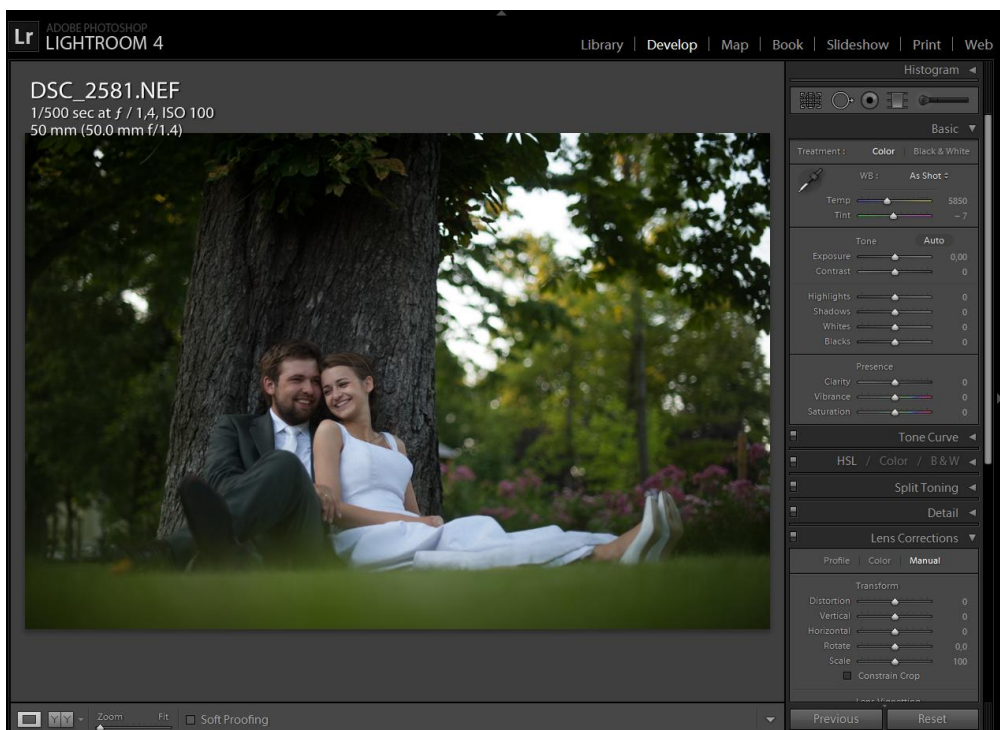 Lr ADOBE PHOTOSHOP
LIGHTROOM 4
Library | Develop | Map | Book | Slideshow | Print | Web
DSC_2581.NEF
1/500 sec at ƒ / 1,4, ISO 100
50 mm (50.0 mm f/1.4)
Histogram
Basic
Treatment : Color Black & White
WB : As Shot
Temp 5850
Tint – 7
Tone Auto
Exposure 0,00
Contrast 0
Highlights 0
Shadows 0
Whites 0
Blacks 0
Presence
Clarity 0
Vibrance 0
Saturation 0
Tone Curve
HSL / Color / B & W
Split Toning
Detail
Lens Corrections
Profile Color Manual
Transform
Distortion 0
Vertical 0
Horizontal 0
Rotate 0,0
Scale 100
Constrain Crop
Lens Vignetting
YY Zoom Fit Soft Proofing
Previous Reset